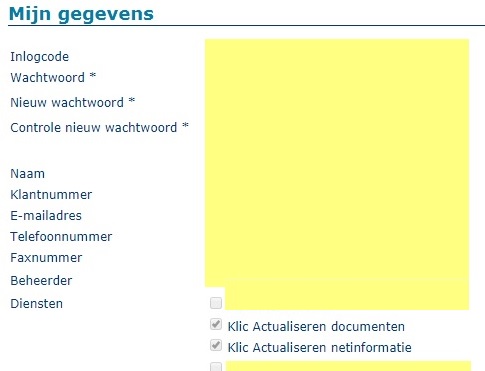 Mijn gegevens
Inlogcode
Wachtwoord *
Nieuw wachtwoord *
Controle nieuw wachtwoord *
Naam
Klantnummer
E-mailadres
Telefoonnummer
Faxnummer
Beheerder
Diensten
Klic Actualiseren documenten
Klic Actualiseren netinformatie